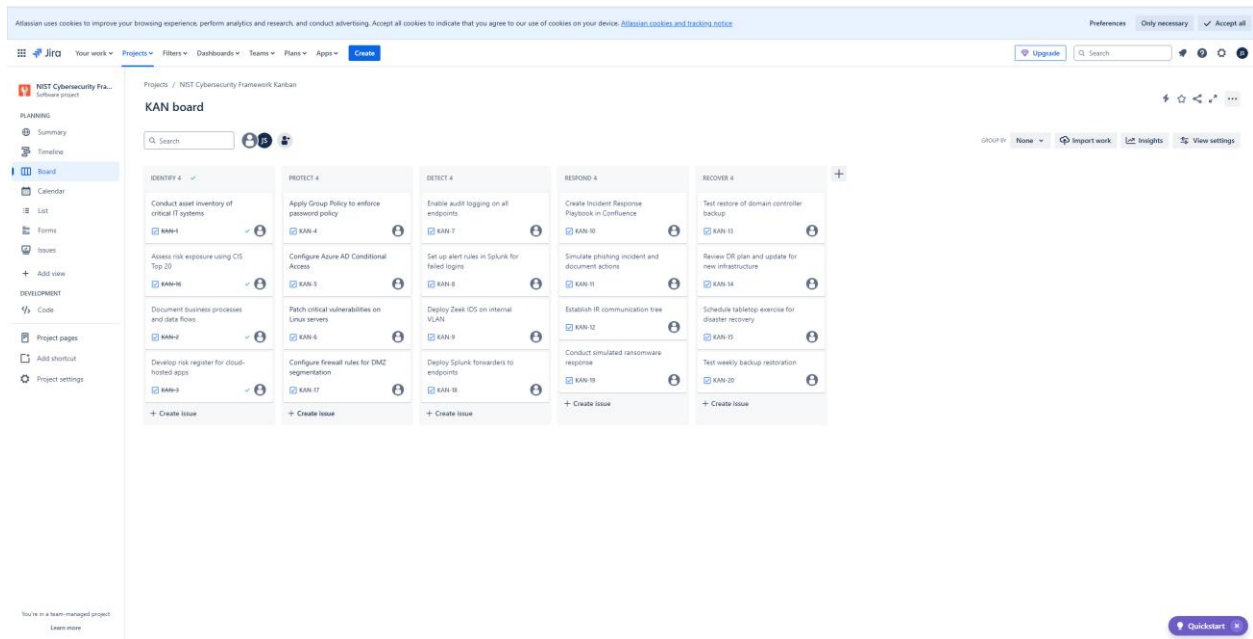 Atlassian uses cookies to improve your browsing experience, perform analytics and research, and conduct advertising. Accept all cookies to indicate that you agree to our use of cookies on your device. Atlassian cookies and tracking notice
Preferences Only necessary Accept all
Jira Your work Projects Filters Dashboards Teams Plans Apps Create
Upgrade Search JS
NIST Cybersecurity Fra...
Software project
PLANNING
Summary
Timeline
Board
Calendar
List
Forms
Issues
Add view
DEVELOPMENT
Code
Project pages
Add shortcut
Project settings
You're in a team-managed project
Learn more
Projects / NIST Cybersecurity Framework Kanban
KAN board
Search JS
GROUP BY None Import work Insights View settings
IDENTIFY 4
Conduct asset inventory of
critical IT systems
KAN-1
Assess risk exposure using CIS
Top 20
KAN-16
Document business processes
and data flows
KAN-2
Develop risk register for cloud-
hosted apps
KAN-3
+ Create issue
PROTECT 4
Apply Group Policy to enforce
password policy
KAN-4
Configure Azure AD Conditional
Access
KAN-5
Patch critical vulnerabilities on
Linux servers
KAN-6
Configure firewall rules for DMZ
segmentation
KAN-17
+ Create issue
DETECT 4
Enable audit logging on all
endpoints
KAN-7
Set up alert rules in Splunk for
failed logins
KAN-8
Deploy Zeek IDS on internal
VLAN
KAN-9
Deploy Splunk forwarders to
endpoints
KAN-18
+ Create issue
RESPOND 4
Create Incident Response
Playbook in Confluence
KAN-10
Simulate phishing incident and
document actions
KAN-11
Establish IR communication tree
KAN-12
Conduct simulated ransomware
response
KAN-19
+ Create issue
RECOVER 4
Test restore of domain controller
backup
KAN-13
Review DR plan and update for
new infrastructure
KAN-14
Schedule tabletop exercise for
disaster recovery
KAN-15
Test weekly backup restoration
KAN-20
+ Create issue
Quickstart